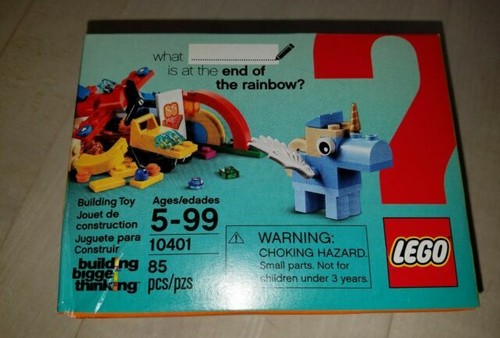 what
is at the end of
the rainbow?
Building Toy
Jouet de
construction
Juguete para
Construir
building
bigger
thinking
Ages/edades
5-99
10401
85
pcs/pzs
WARNING:
CHOKING HAZARD.
Small parts. Not for
children under 3 years.
LEGO